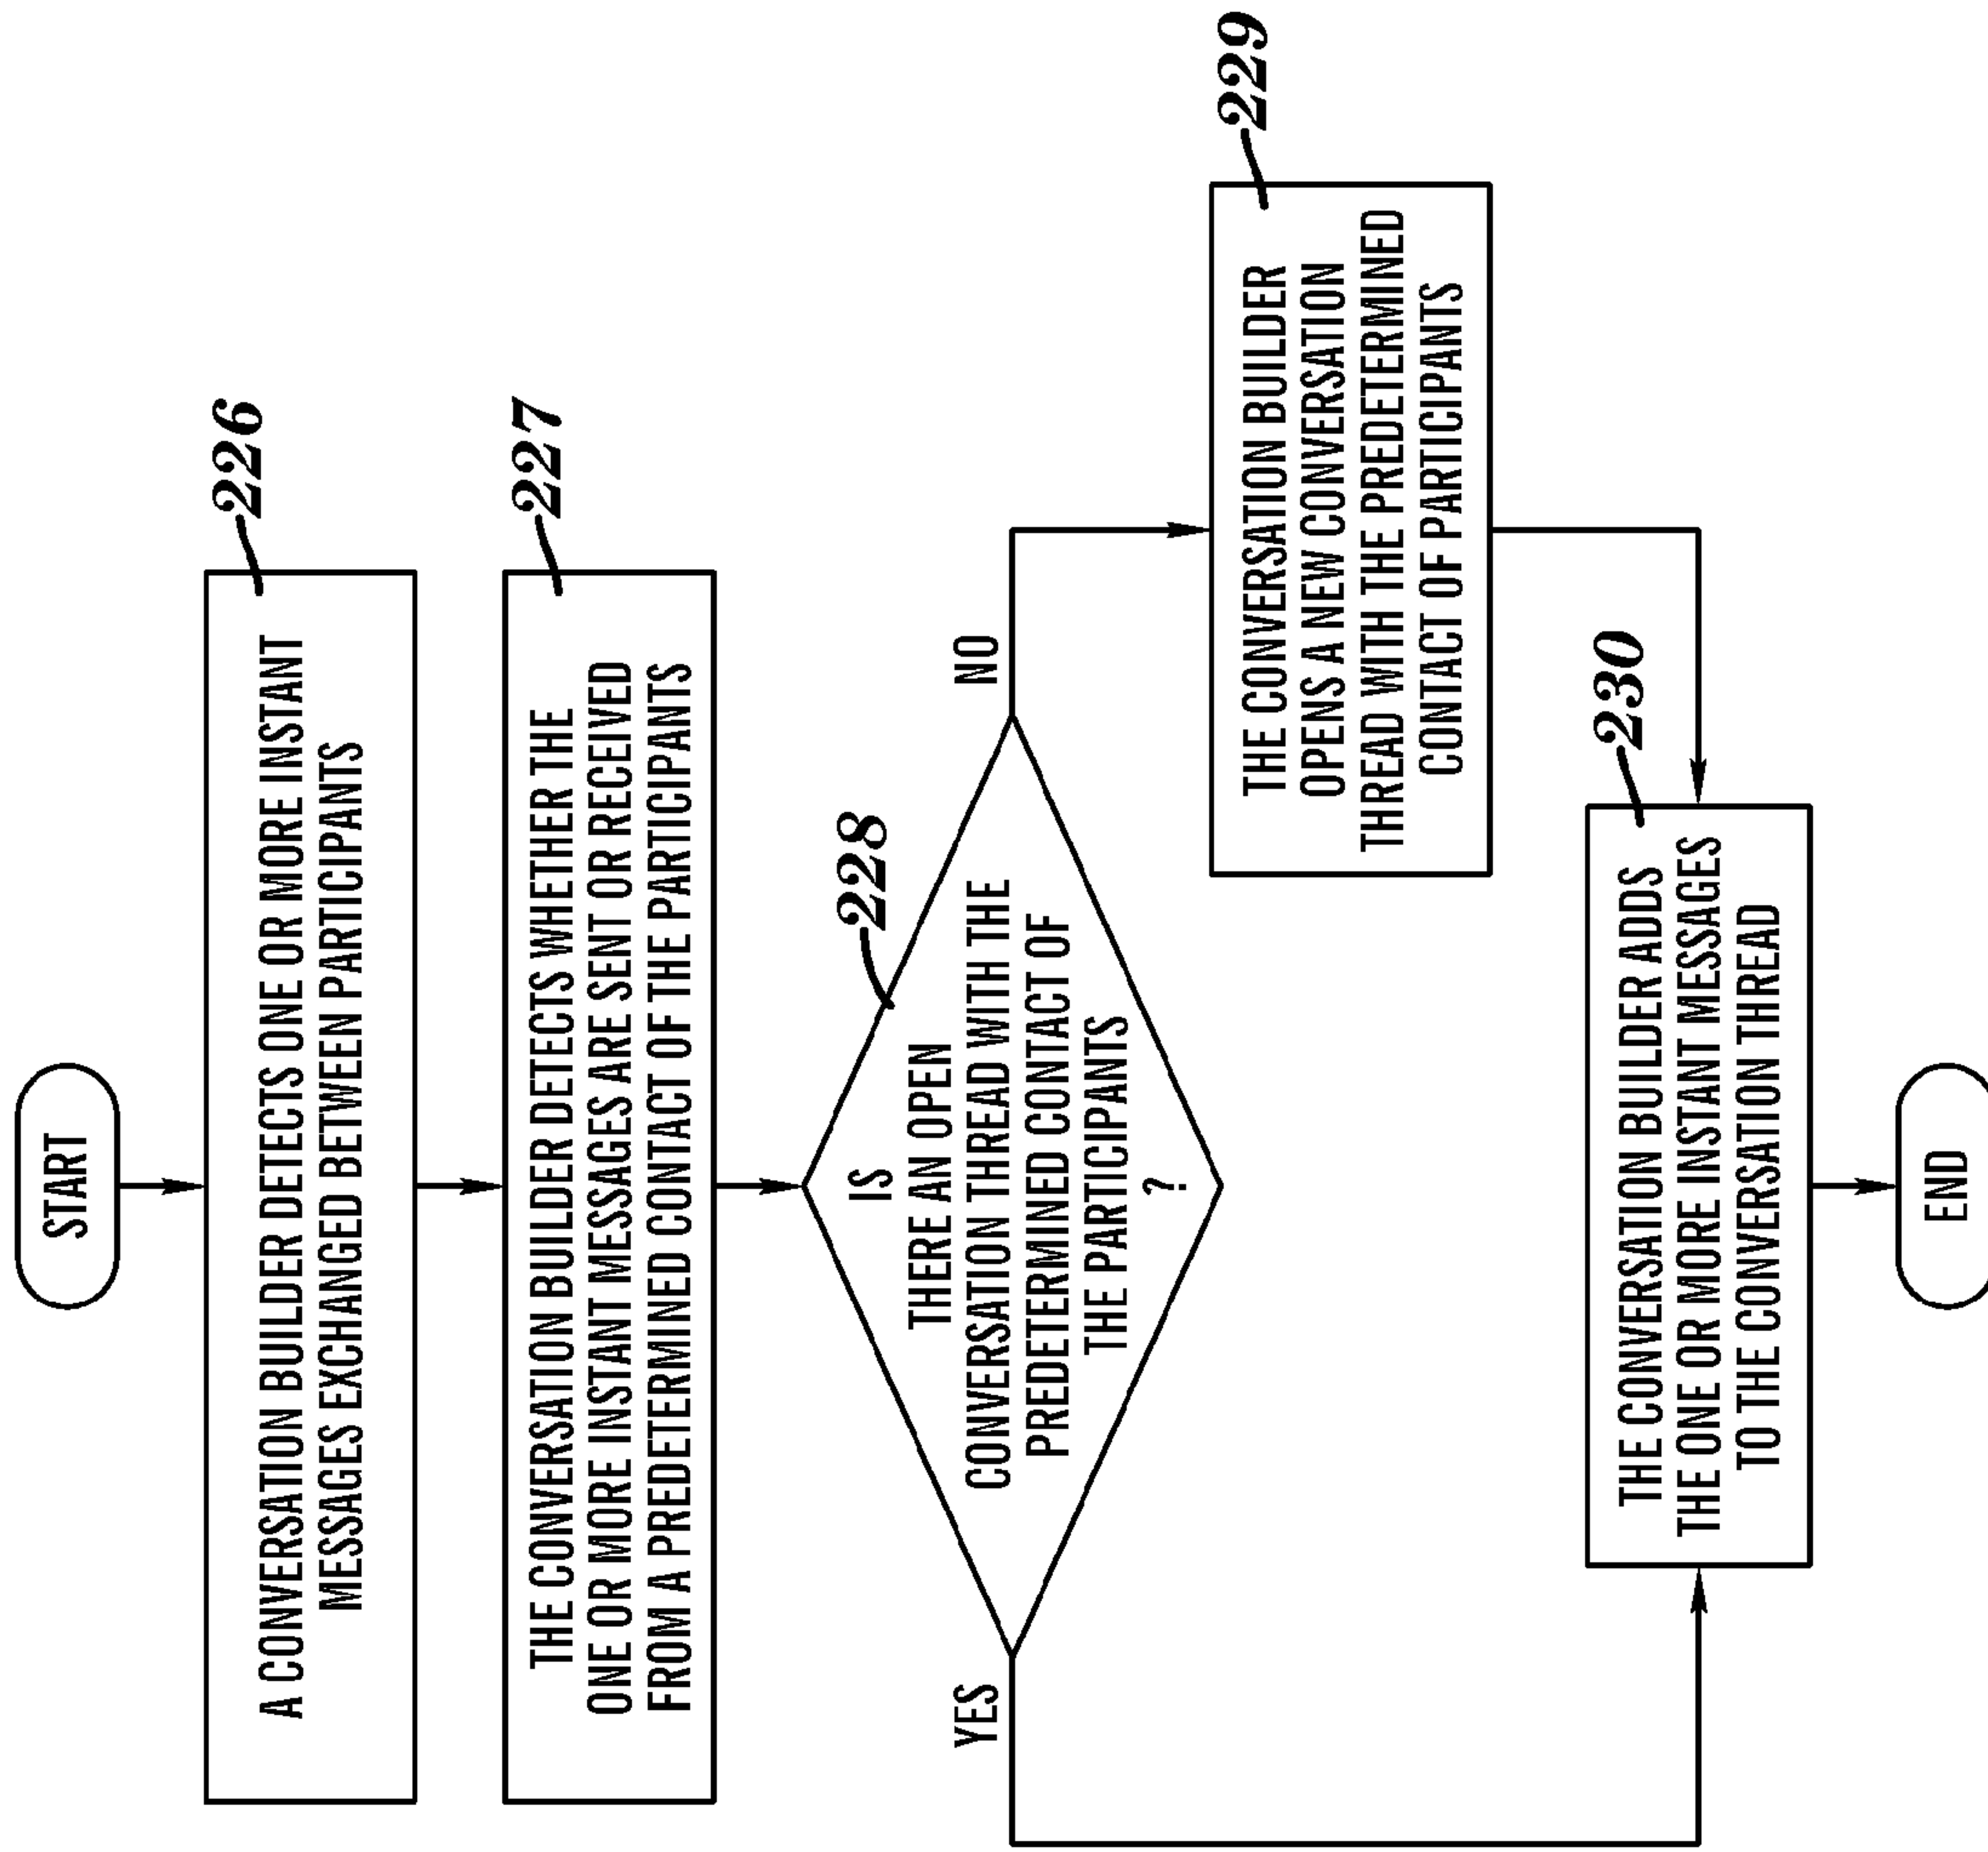 START
226
A CONVERSATION BUILDER DETECTS ONE OR MORE INSTANT
MESSAGES EXCHANGED BETWEEN PARTICIPANTS
227
THE CONVERSATION BUILDER DETECTS WHETHER THE
ONE OR MORE INSTANT MESSAGES ARE SENT OR RECEIVED
FROM A PREDETERMINED CONTACT OF THE PARTICIPANTS
228
IS
THERE AN OPEN
CONVERSATION THREAD WITH THE
PREDETERMINED CONTACT OF
THE PARTICIPANTS
?
YES
NO
229
THE CONVERSATION BUILDER
OPENS A NEW CONVERSATION
THREAD WITH THE PREDETERMINED
CONTACT OF PARTICIPANTS
230
THE CONVERSATION BUILDER ADDS
THE ONE OR MORE INSTANT MESSAGES
TO THE CONVERSATION THREAD
END